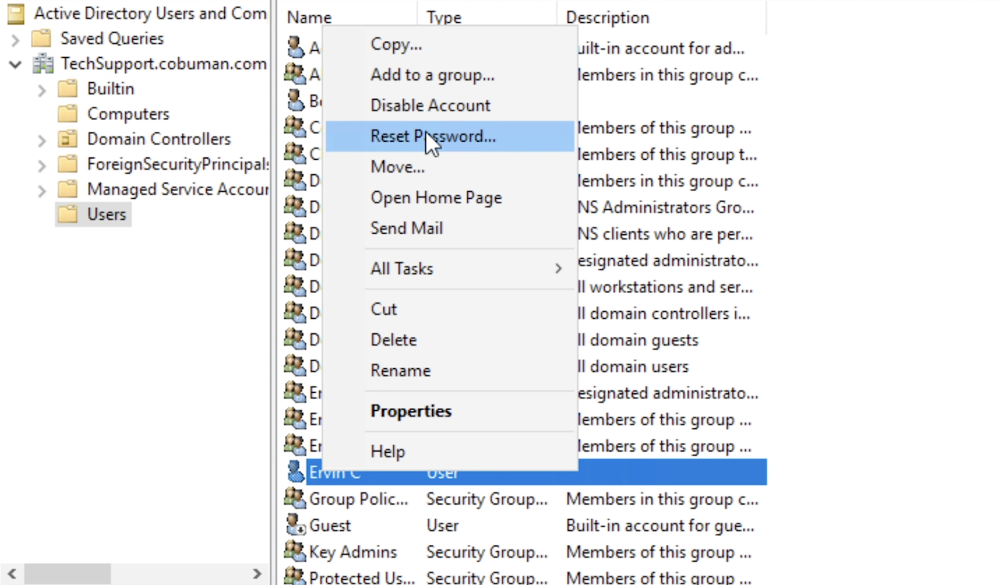 Active Directory Users and Com
Saved Queries
TechSupport.cobuman.com
Builtin
Computers
Domain Controllers
ForeignSecurityPrincipals
Managed Service Accour
Users
Name Type Description
Copy...
Add to a group...
Disable Account
Reset Password...
Move...
Open Home Page
Send Mail
All Tasks
Cut
Delete
Rename
Properties
Help
A uilt-in account for ad...
A lembers in this group c...
B
C lembers of this group ...
C lembers of this group t...
D lembers in this group c...
D NS Administrators Gro...
D NS clients who are per...
D esignated administrato...
D ll workstations and ser...
D ll domain controllers i...
D ll domain guests
D ll domain users
Er esignated administrato...
Er lembers of this group ...
Er lembers of this group ...
Ervin C User
Group Polic... Security Group... Members in this group c...
Guest User Built-in account for gue...
Key Admins Security Group... Members of this group ...
Protected Us... Security Group... Members of this group ...